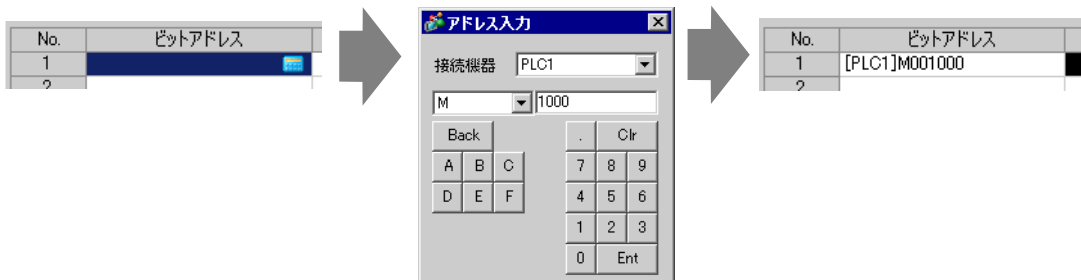 No. ビットアドレス
1
2
アドレス入力
接続機器 PLC1
M 1000
Back . Clr
A B C 7 8 9
D E F 4 5 6
1 2 3
0 Ent
No. ビットアドレス
1 [PLC1]M001000
2